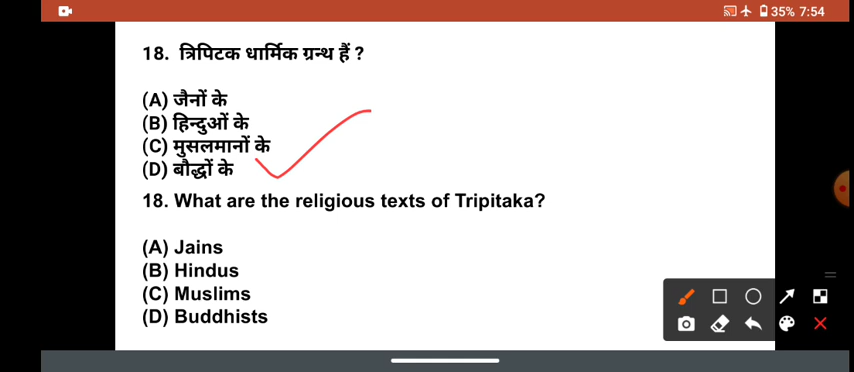 35% 7:54
18. त्रिपिटक धार्मिक ग्रन्थ हैं ?
(A) जैनों के
(B) हिन्दुओं के
(C) मुसलमानों के
(D) बौद्धों के
18. What are the religious texts of Tripitaka?
(A) Jains
(B) Hindus
(C) Muslims
(D) Buddhists